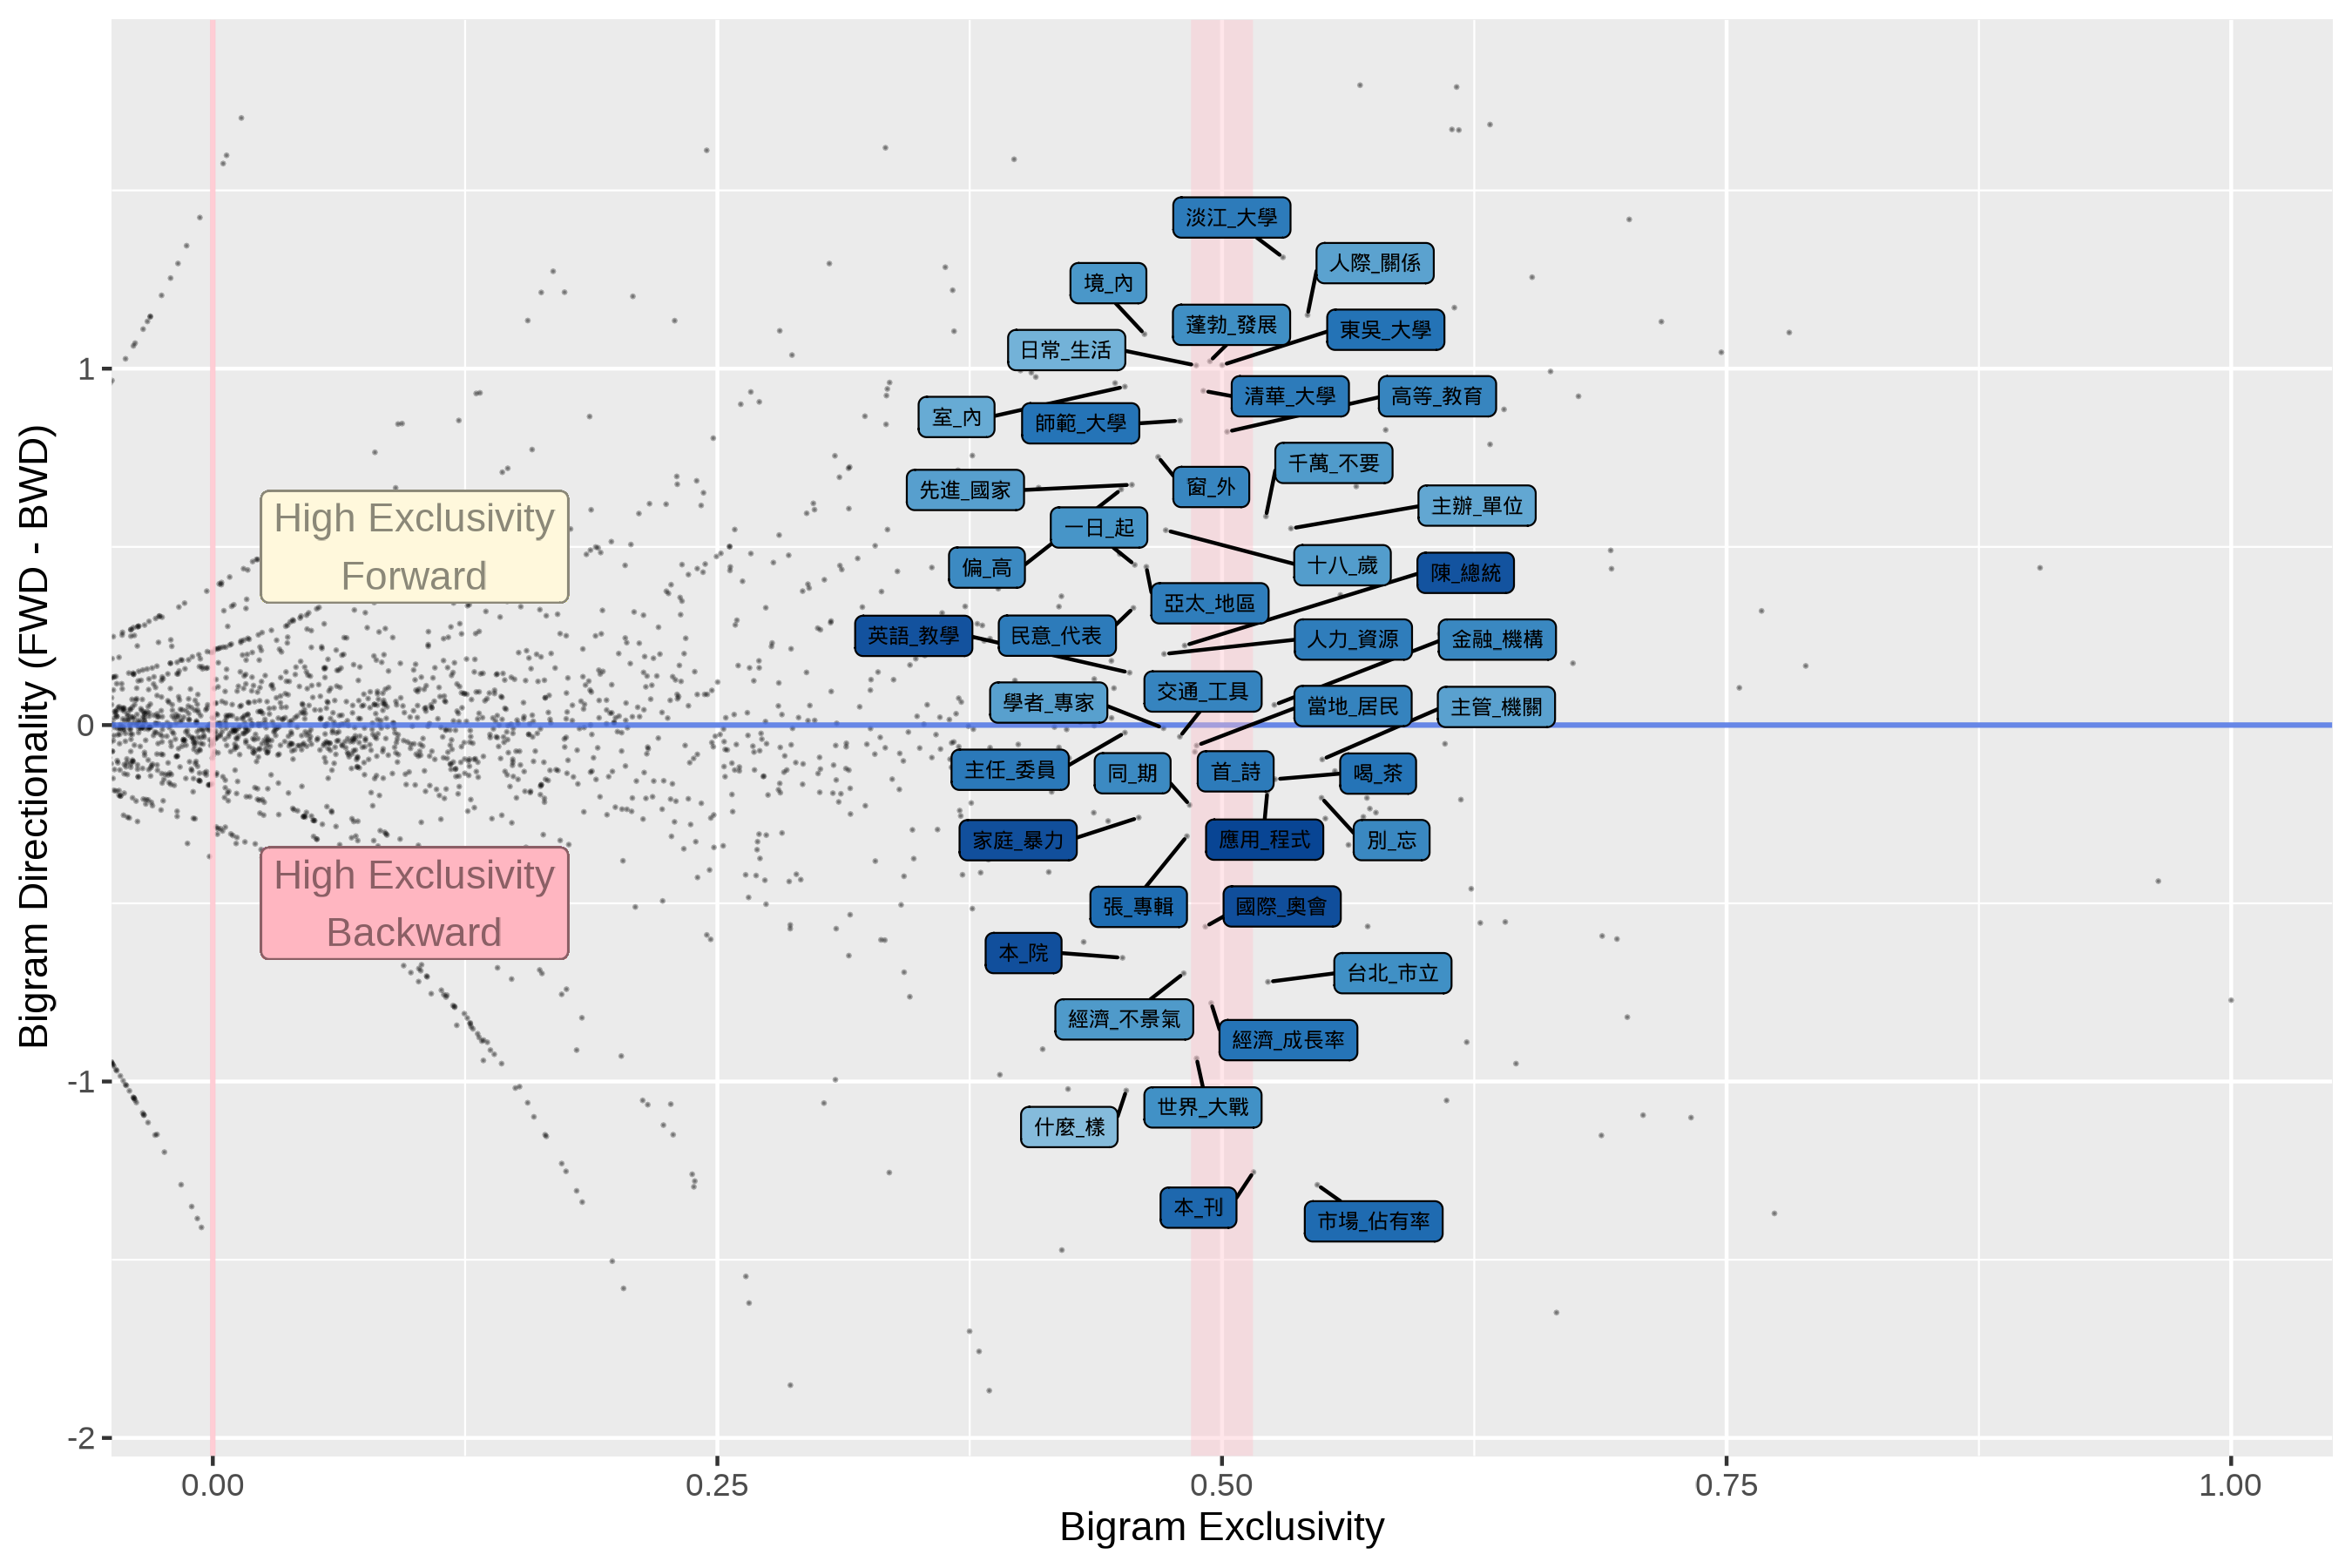 淡江_大學
人際_關係
境_內
蓬勃_發展
東吳_大學
日常_生活
1
清華_大學
高等_教育
室_內
師範_大學
千萬_不要
先進_國家
窗_外
主辦_單位
High Exclusivity
Forward
一日_起
偏_高
十八_歲
陳_總統
亞太_地區
英語_教學
民意_代表
人力_資源
金融_機構
交通_工具
學者_專家
當地_居民
主管_機關
0
Bigram Directionality (FWD - BWD)
主任_委員
同_期
首_詩
喝_茶
家庭_暴力
應用_程式
別_忘
High Exclusivity
Backward
張_專輯
國際_奧會
本_院
台北_市立
經濟_不景氣
經濟_成長率
-1
世界_大戰
什麼_樣
本_刊
市場_佔有率
-2
0.00
0.25
0.50
0.75
1.00
Bigram Exclusivity